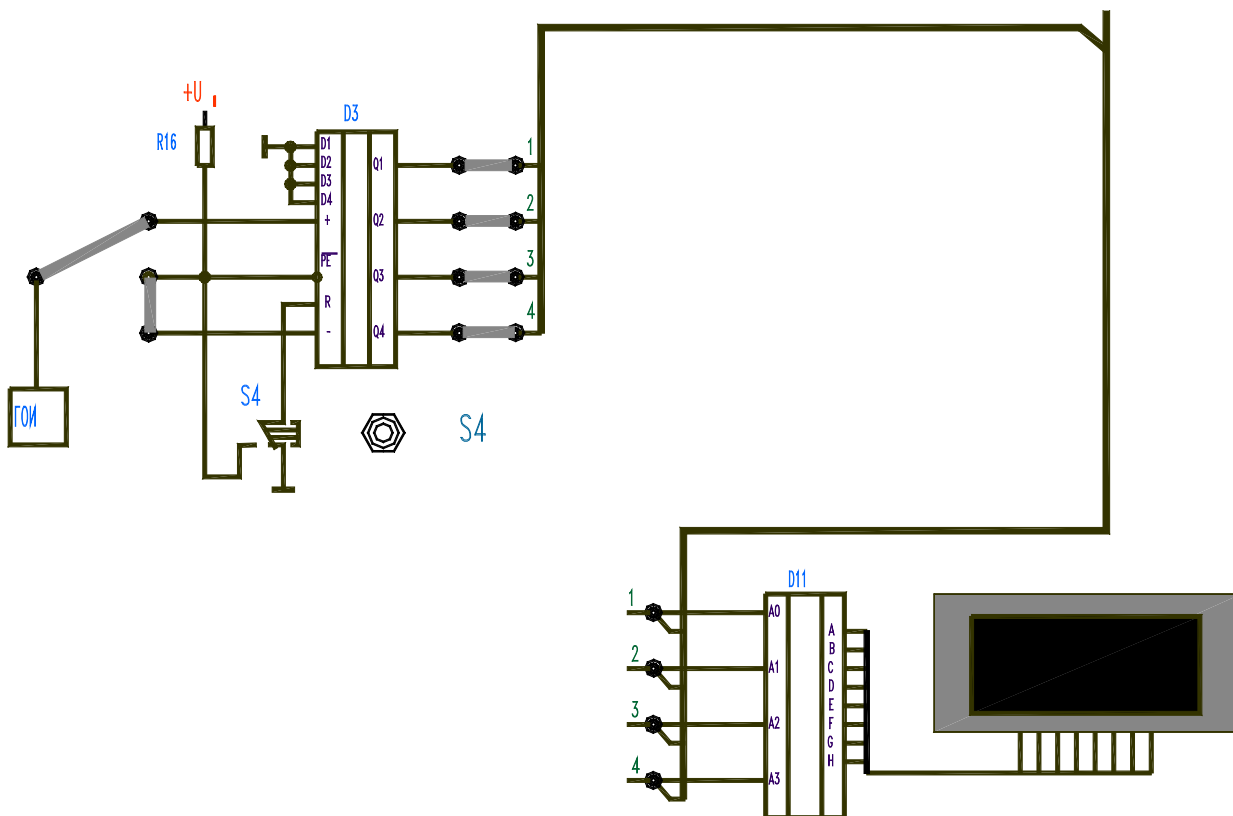 +U
R16
D3
D1
D2
D3
D4
+
PE
R
-
Q1
Q2
Q3
Q4
1
2
3
4
ГОИ
S4
S4
D11
1
2
3
4
A0
A1
A2
A3
A
B
C
D
E
F
G
H